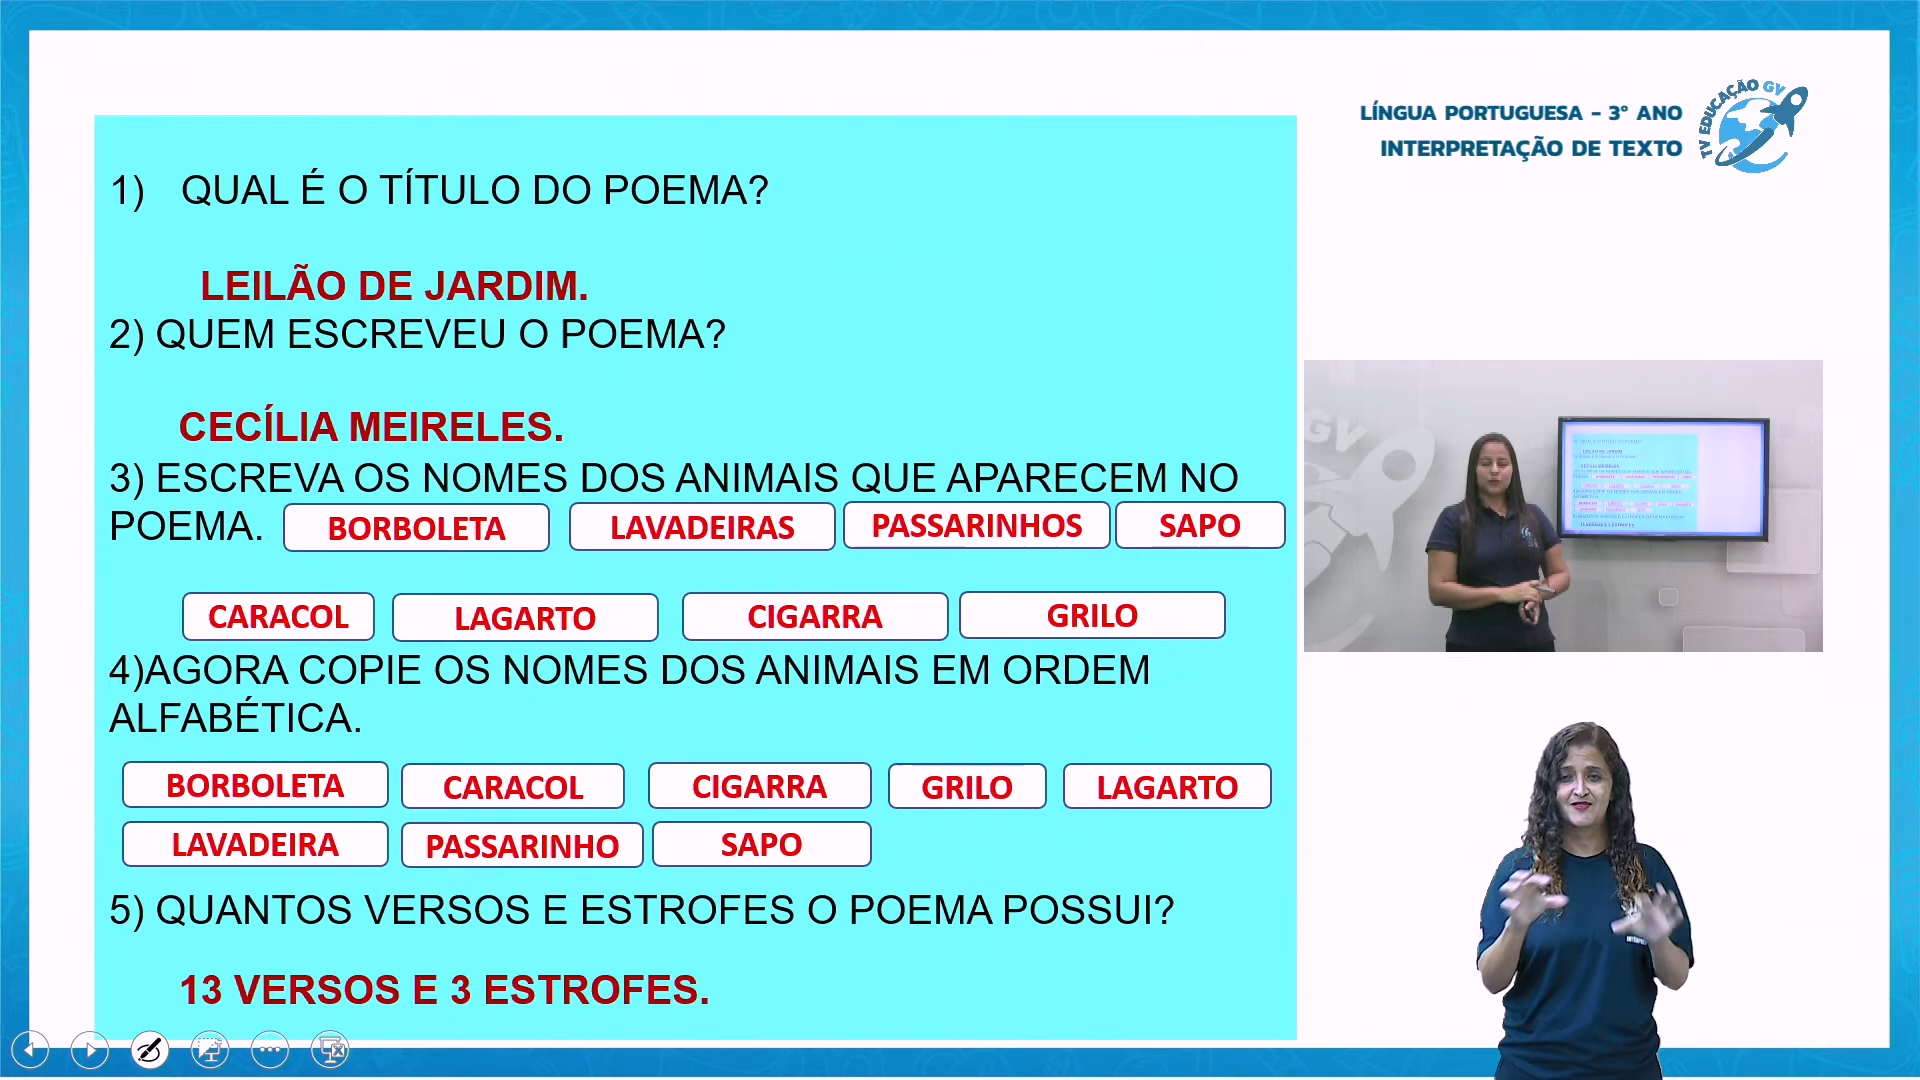 LÍNGUA PORTUGUESA - 3º ANO
INTERPRETAÇÃO DE TEXTO
TV EDUCAÇÃO GV
1) QUAL É O TÍTULO DO POEMA?
LEILÃO DE JARDIM.
2) QUEM ESCREVEU O POEMA?
CECÍLIA MEIRELES.
3) ESCREVA OS NOMES DOS ANIMAIS QUE APARECEM NO
POEMA. BORBOLETA LAVADEIRAS PASSARINHOS SAPO
CARACOL LAGARTO CIGARRA GRILO
4)AGORA COPIE OS NOMES DOS ANIMAIS EM ORDEM
ALFABÉTICA.
BORBOLETA CARACOL CIGARRA GRILO LAGARTO
LAVADEIRA PASSARINHO SAPO
5) QUANTOS VERSOS E ESTROFES O POEMA POSSUI?
13 VERSOS E 3 ESTROFES.
GV